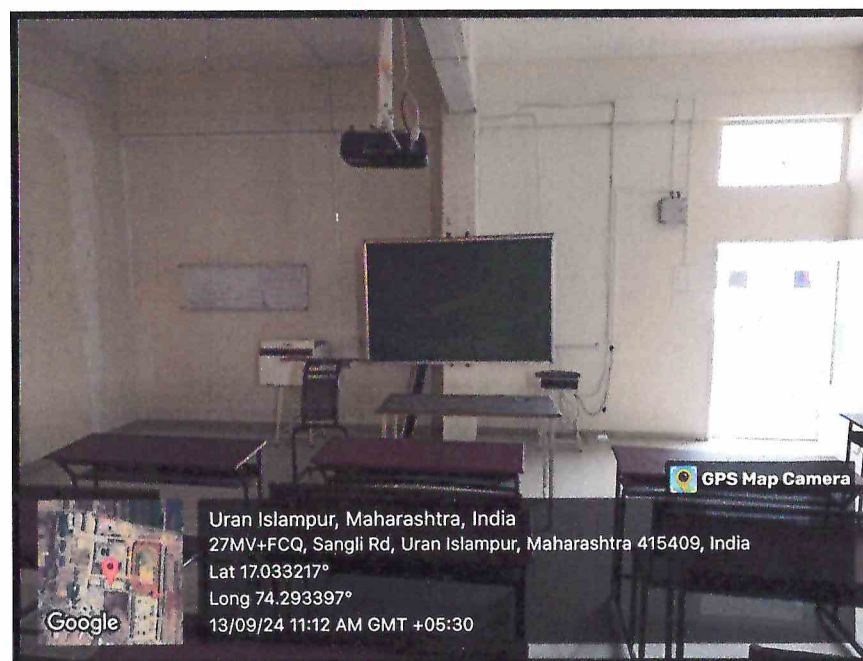 GPS Map Camera
Uran Islampur, Maharashtra, India
27MV+FCQ, Sangli Rd, Uran Islampur, Maharashtra 415409, India
Lat 17.033217°
Long 74.293397°
13/09/24 11:12 AM GMT +05:30
Google